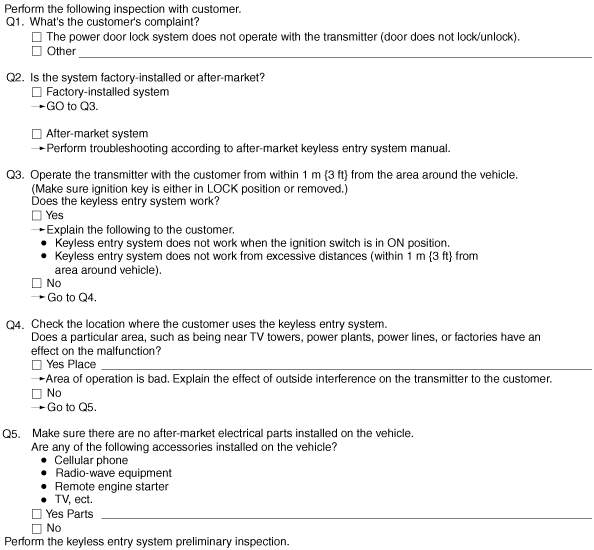 Perform the following inspection with customer.
Q1. What's the customer's complaint?
□ The power door lock system does not operate with the transmitter (door does not lock/unlock).
□ Other
Q2. Is the system factory-installed or after-market?
□ Factory-installed system
→GO to Q3.
□ After-market system
→Perform troubleshooting according to after-market keyless entry system manual.
Q3. Operate the transmitter with the customer from within 1 m {3 ft} from the area around the vehicle.
(Make sure ignition key is either in LOCK position or removed.)
Does the keyless entry system work?
□ Yes
→Explain the following to the customer.
● Keyless entry system does not work when the ignition switch is in ON position.
● Keyless entry system does not work from excessive distances (within 1 m {3 ft} from
area around vehicle).
□ No
→Go to Q4.
Q4. Check the location where the customer uses the keyless entry system.
Does a particular area, such as being near TV towers, power plants, power lines, or factories have an
effect on the malfunction?
□ Yes Place
→Area of operation is bad. Explain the effect of outside interference on the transmitter to the customer.
□ No
→Go to Q5.
Q5. Make sure there are no after-market electrical parts installed on the vehicle.
Are any of the following accessories installed on the vehicle?
● Cellular phone
● Radio-wave equipment
● Remote engine starter
● TV, ect.
□ Yes Parts
□ No
Perform the keyless entry system preliminary inspection.